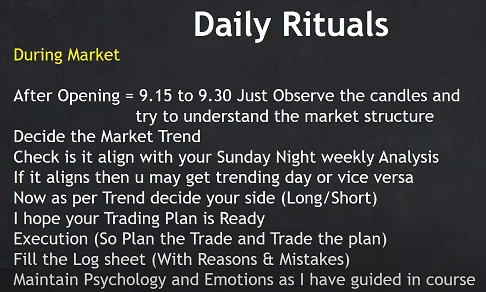 Daily Rituals
During Market
After Opening = 9.15 to 9.30 Just Observe the candles and
try to understand the market structure
Decide the Market Trend
Check is it align with your Sunday Night weekly Analysis
If it aligns then u may get trending day or vice versa
Now as per Trend decide your side (Long/Short)
I hope your Trading Plan is Ready
Execution (So Plan the Trade and Trade the plan)
Fill the Log sheet (With Reasons & Mistakes)
Maintain Psychology and Emotions as I have guided in course